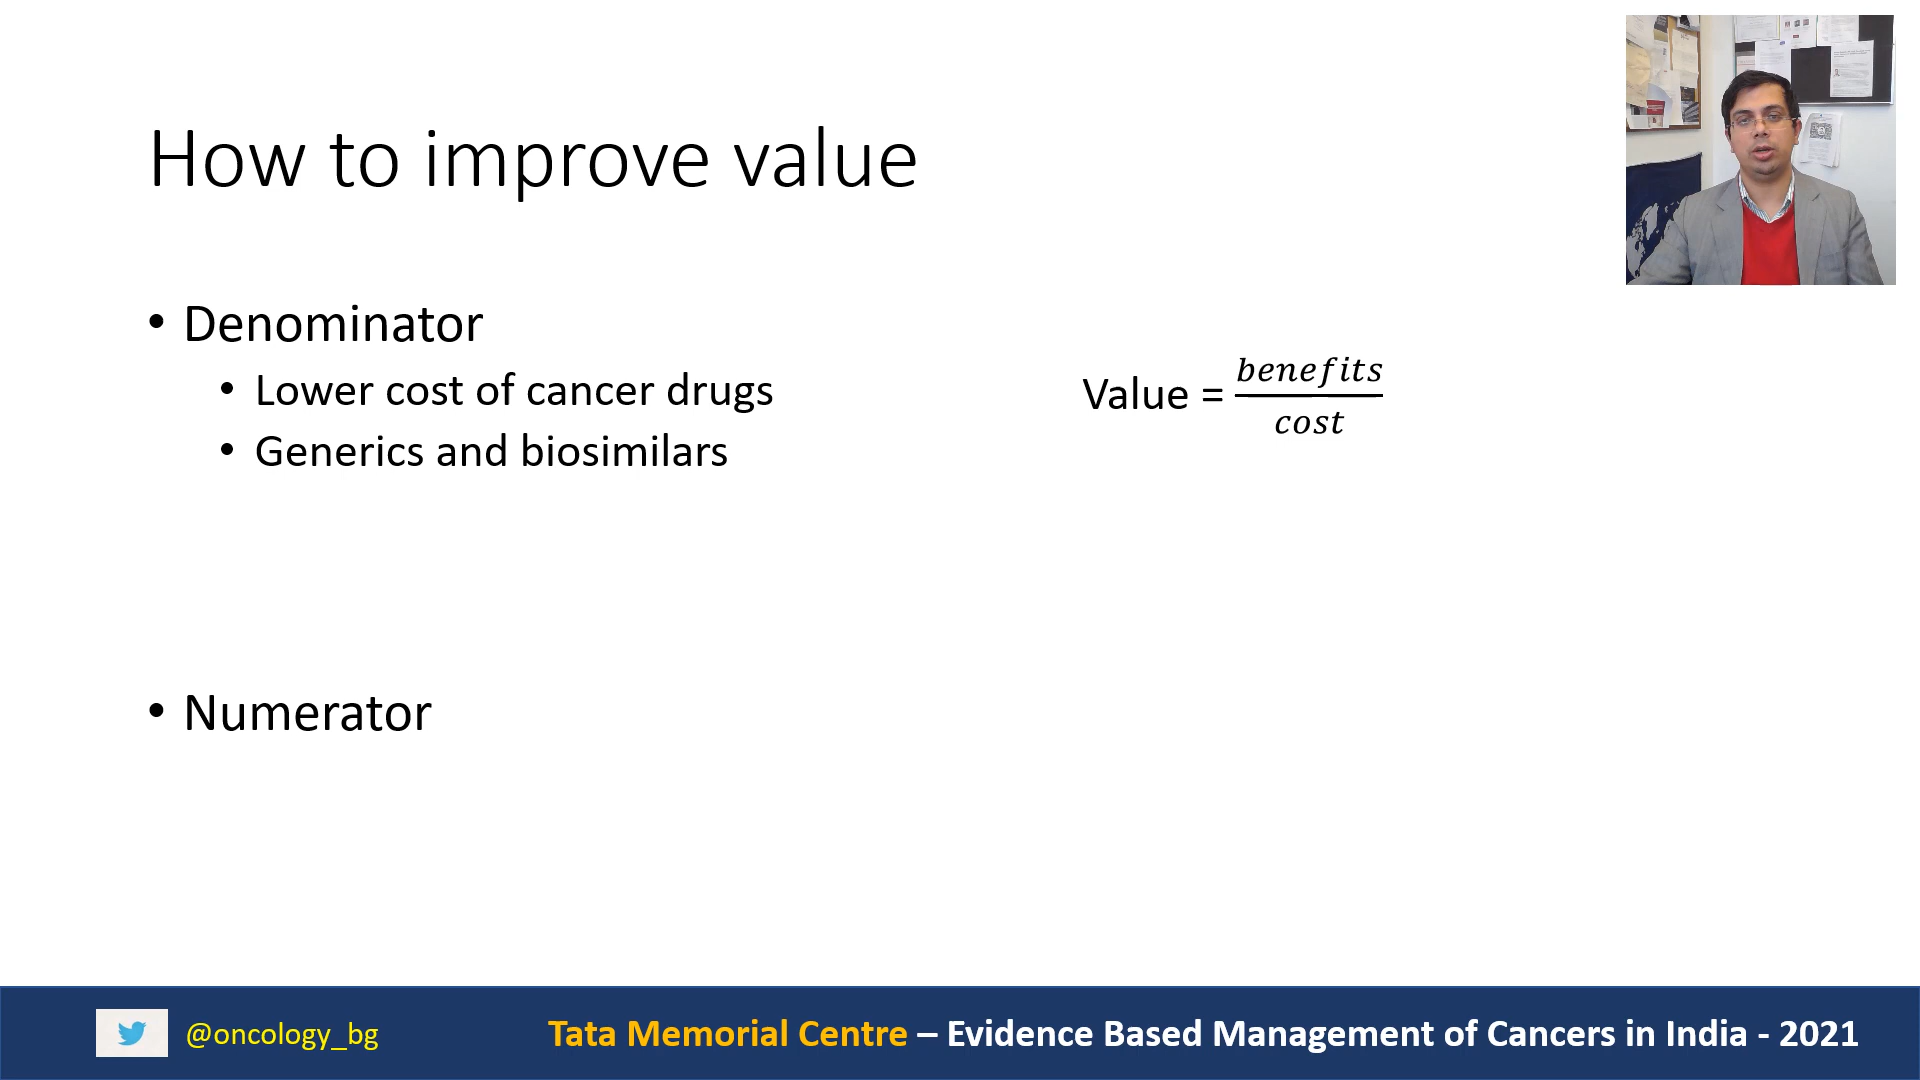 How to improve value
• Denominator
• Lower cost of cancer drugs
• Generics and biosimilars
Value = benefits/cost
• Numerator
@oncology_bg
Tata Memorial Centre – Evidence Based Management of Cancers in India - 2021